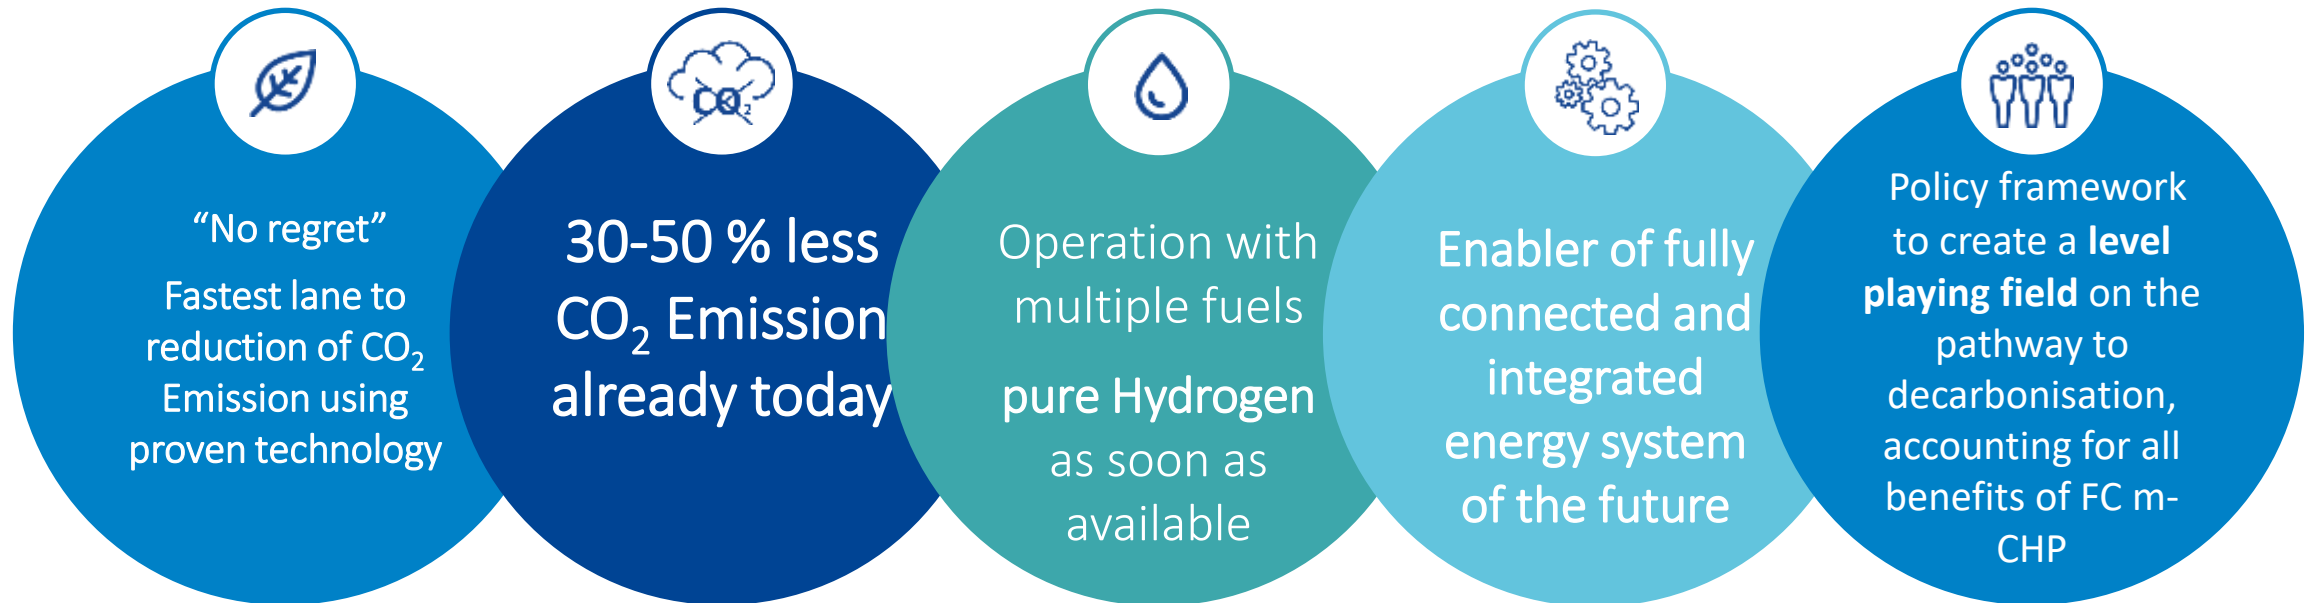 CO₂
“No regret”
Fastest lane to
reduction of CO₂
Emission using
proven technology
30-50 % less
CO₂ Emission
already today
Operation with
multiple fuels
pure Hydrogen
as soon as
available
Enabler of fully
connected and
integrated
energy system
of the future
Policy framework
to create a level
playing field on the
pathway to
decarbonisation,
accounting for all
benefits of FC m-
CHP